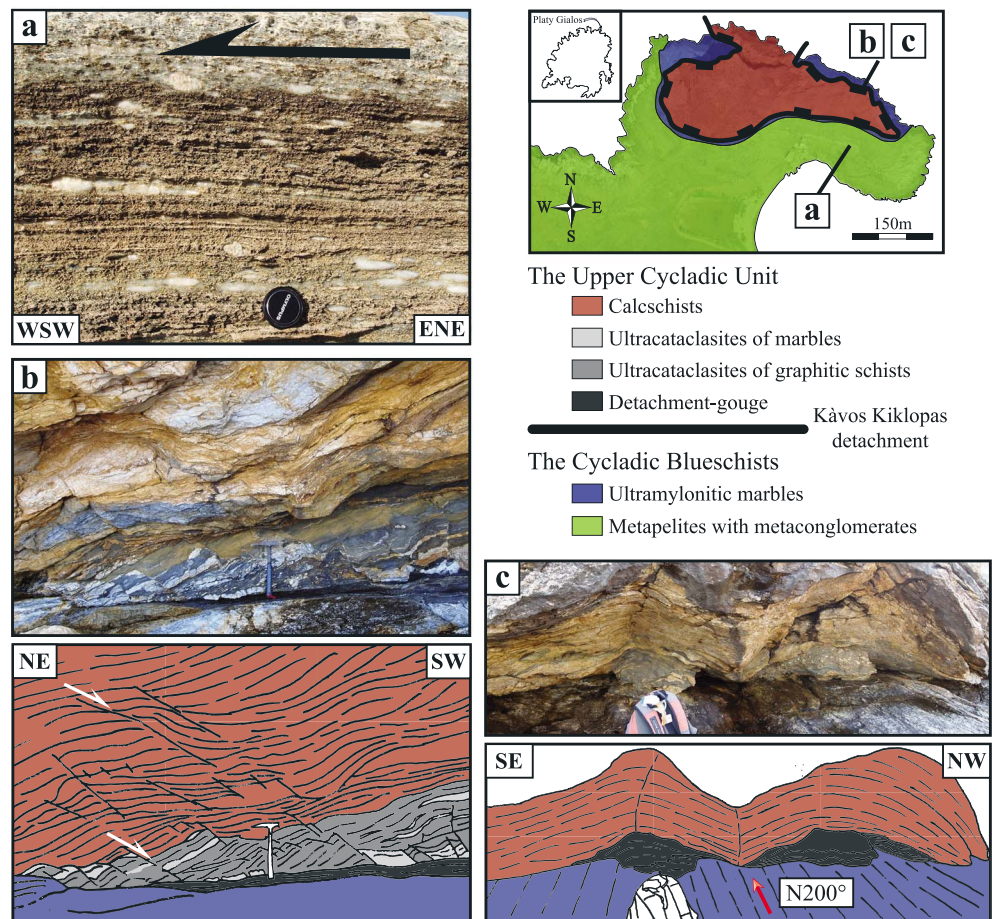 a
WSW
ENE
Platy Gialos
b
c
N
W
E
S
a
150m
The Upper Cycladic Unit
Calcschists
Ultracataclasites of marbles
Ultracataclasites of graphitic schists
Detachment-gouge
Kàvos Kiklopas
detachment
The Cycladic Blueschists
Ultramylonitic marbles
Metapelites with metaconglomerates
b
NE
SW
c
SE
NW
N200°